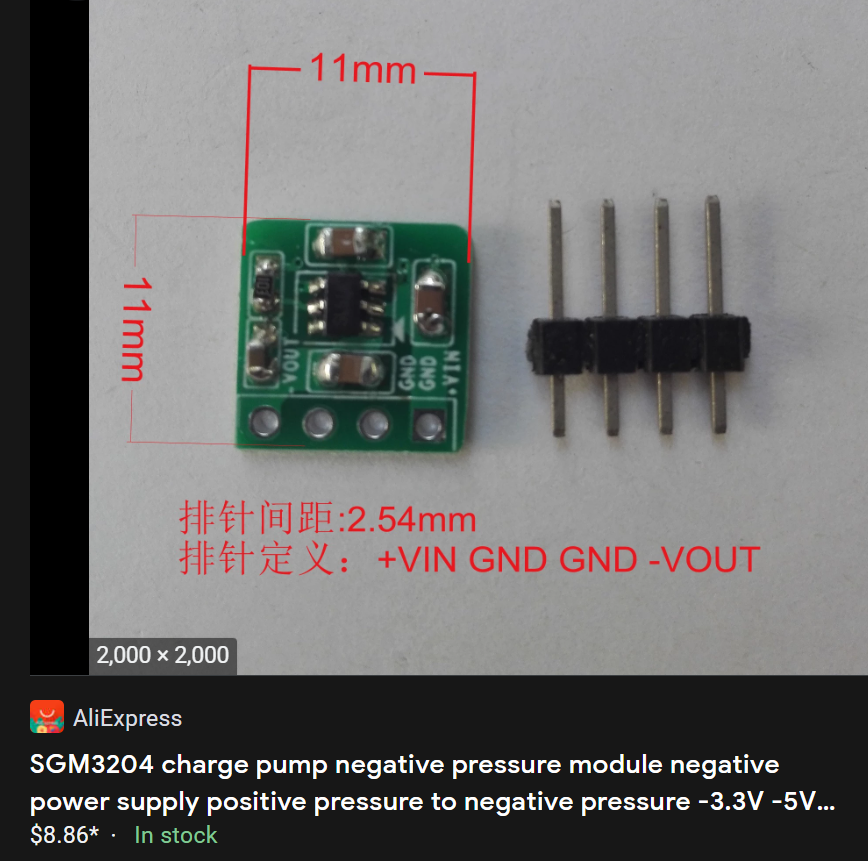 11mm
11mm
-VOUT
GND
GND
+VIN
排针间距:2.54mm
排针定义：+VIN GND GND -VOUT
2,000 × 2,000
AliExpress
SGM3204 charge pump negative pressure module negative
power supply positive pressure to negative pressure -3.3V -5V...
$8.86* · In stock